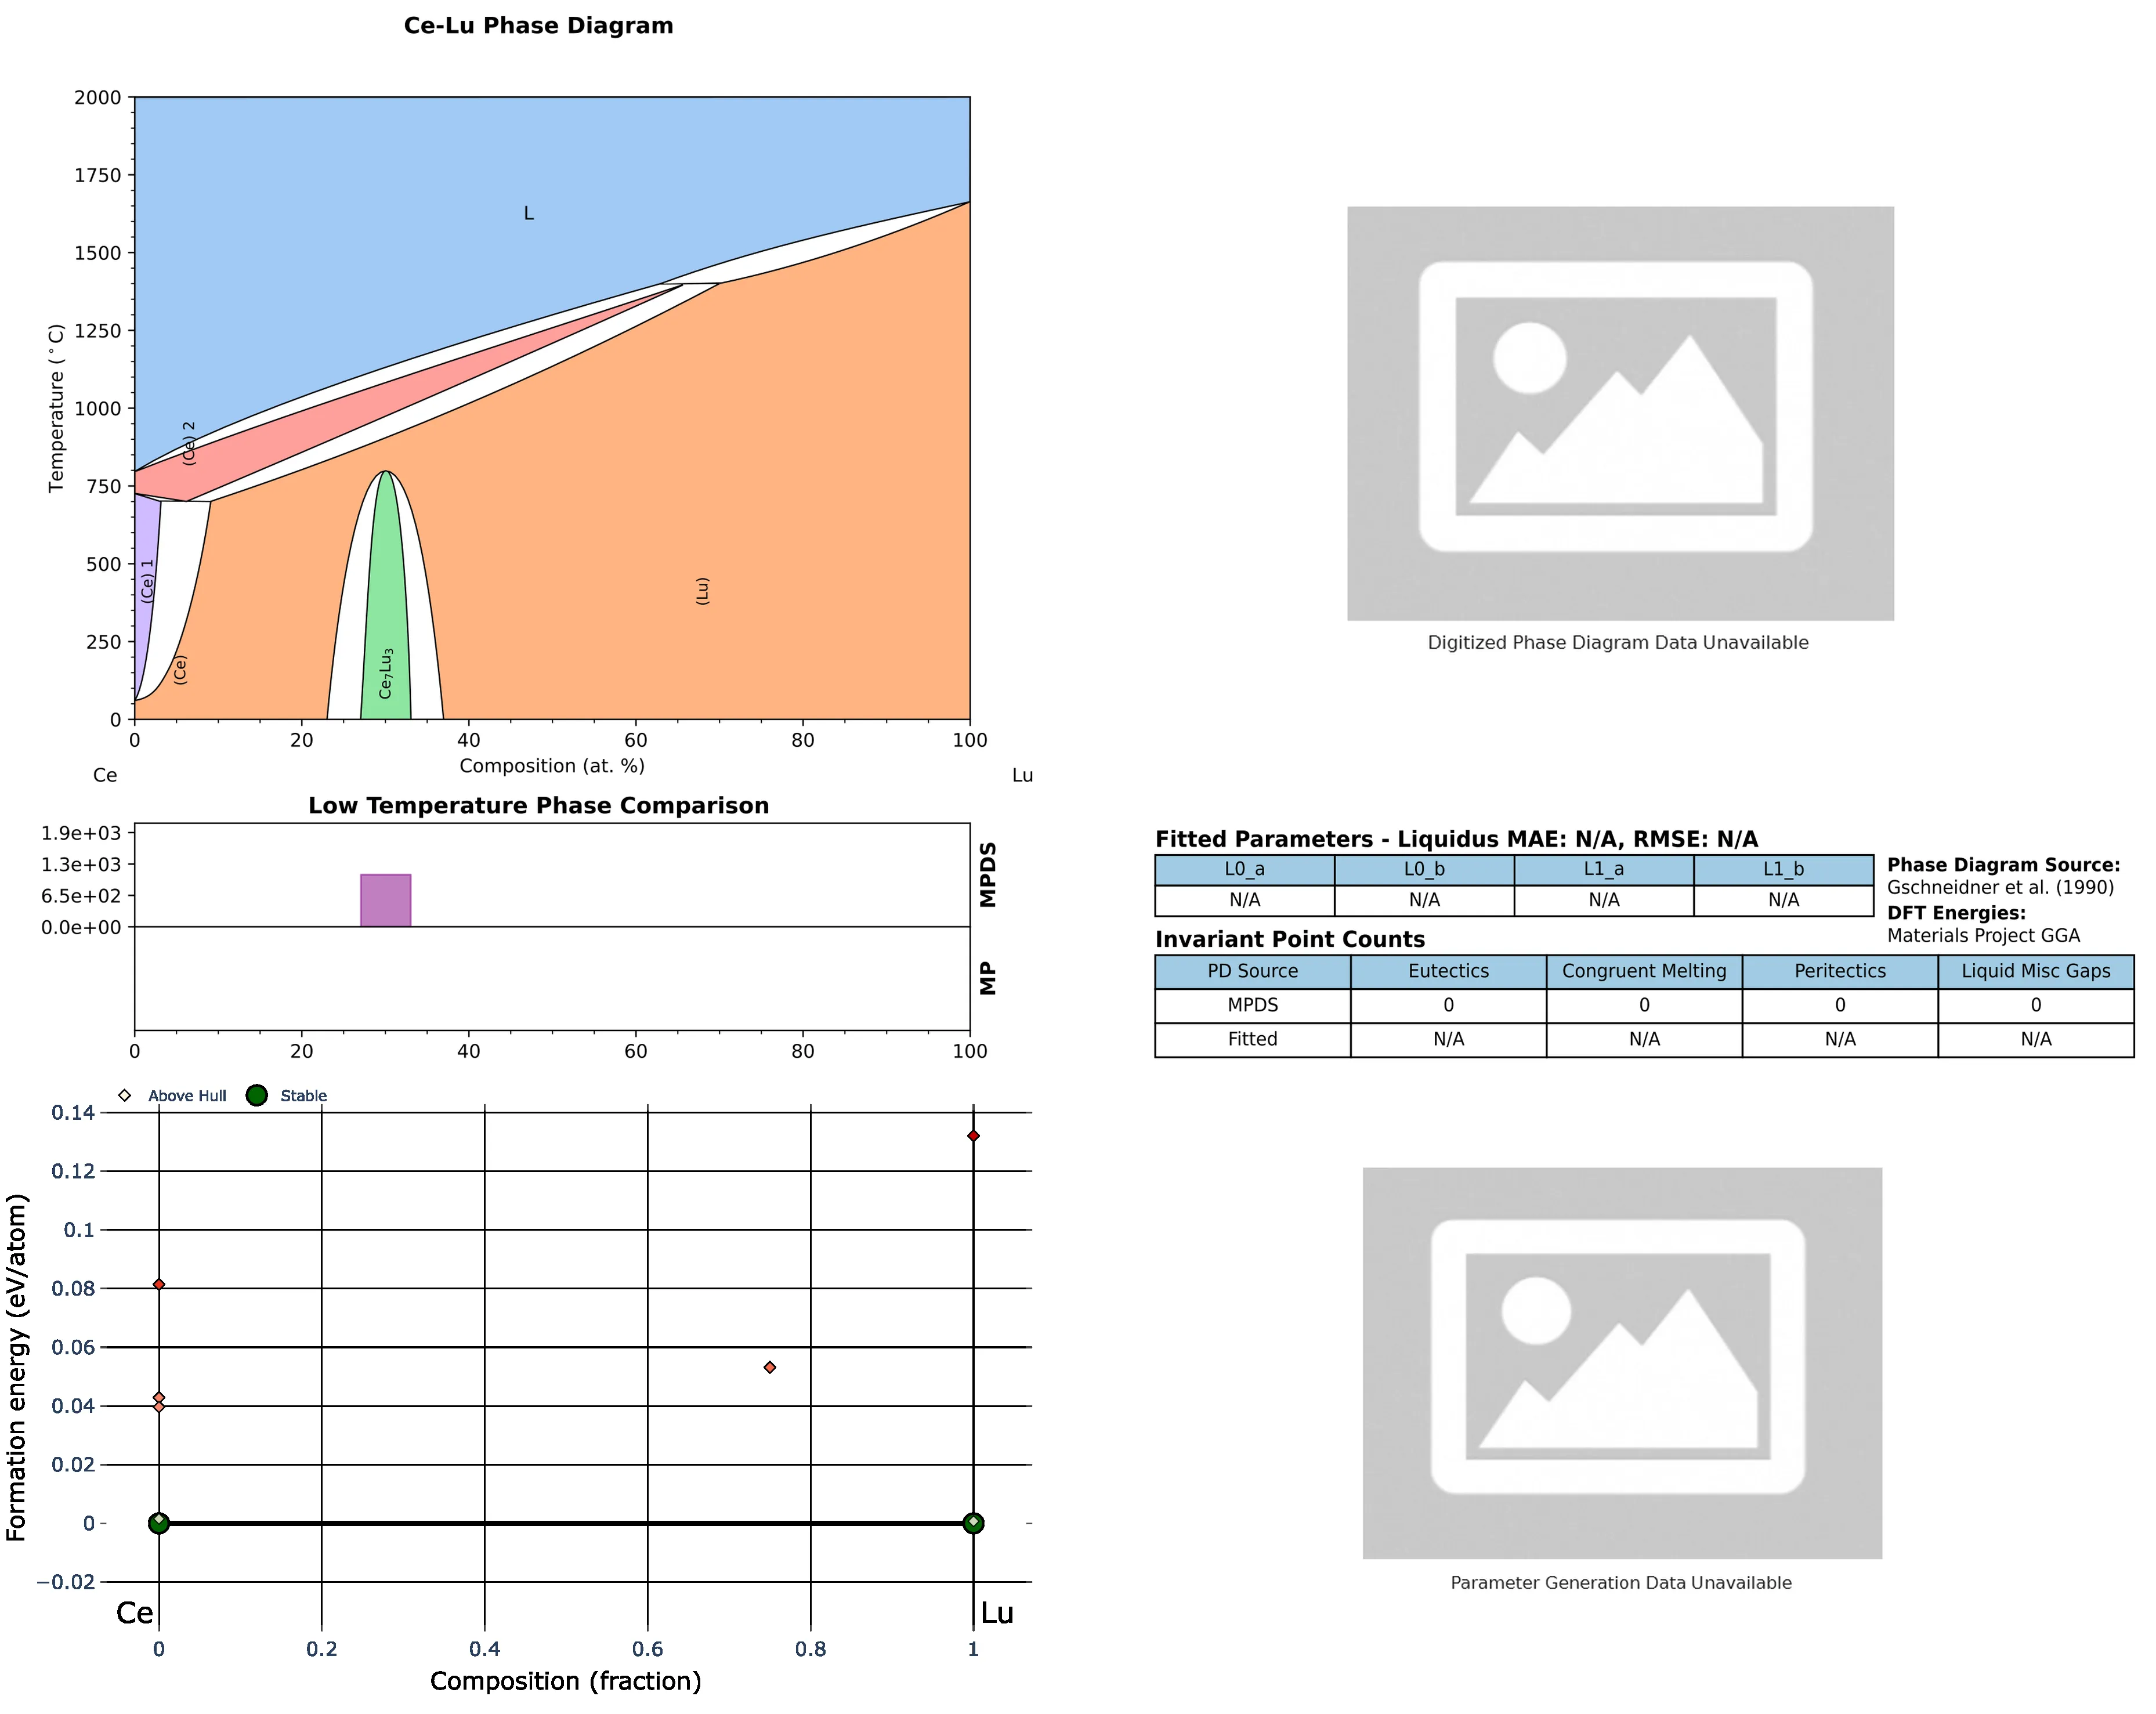 Ce-Lu Phase Diagram
2000
1750
1500
1250
1000
750
500
250
0
Temperature (°C)
L
(Ce) 2
(Ce) 1
(Ce)
Ce7Lu3
(Lu)
0 20 40 60 80 100
Composition (at. %)
Ce Lu
Digitized Phase Diagram Data Unavailable
Low Temperature Phase Comparison
1.9e+03
1.3e+03
6.5e+02
0.0e+00
MPDS
MP
0 20 40 60 80 100
Fitted Parameters - Liquidus MAE: N/A, RMSE: N/A
L0_a L0_b L1_a L1_b
N/A N/A N/A N/A
Phase Diagram Source:
Gschneidner et al. (1990)
DFT Energies:
Materials Project GGA
Invariant Point Counts
PD Source Eutectics Congruent Melting Peritectics Liquid Misc Gaps
MPDS 0 0 0 0
Fitted N/A N/A N/A N/A
Above Hull Stable
0.14
0.12
0.1
0.08
0.06
0.04
0.02
0
−0.02
Formation energy (eV/atom)
Ce Lu
0 0.2 0.4 0.6 0.8 1
Composition (fraction)
Parameter Generation Data Unavailable